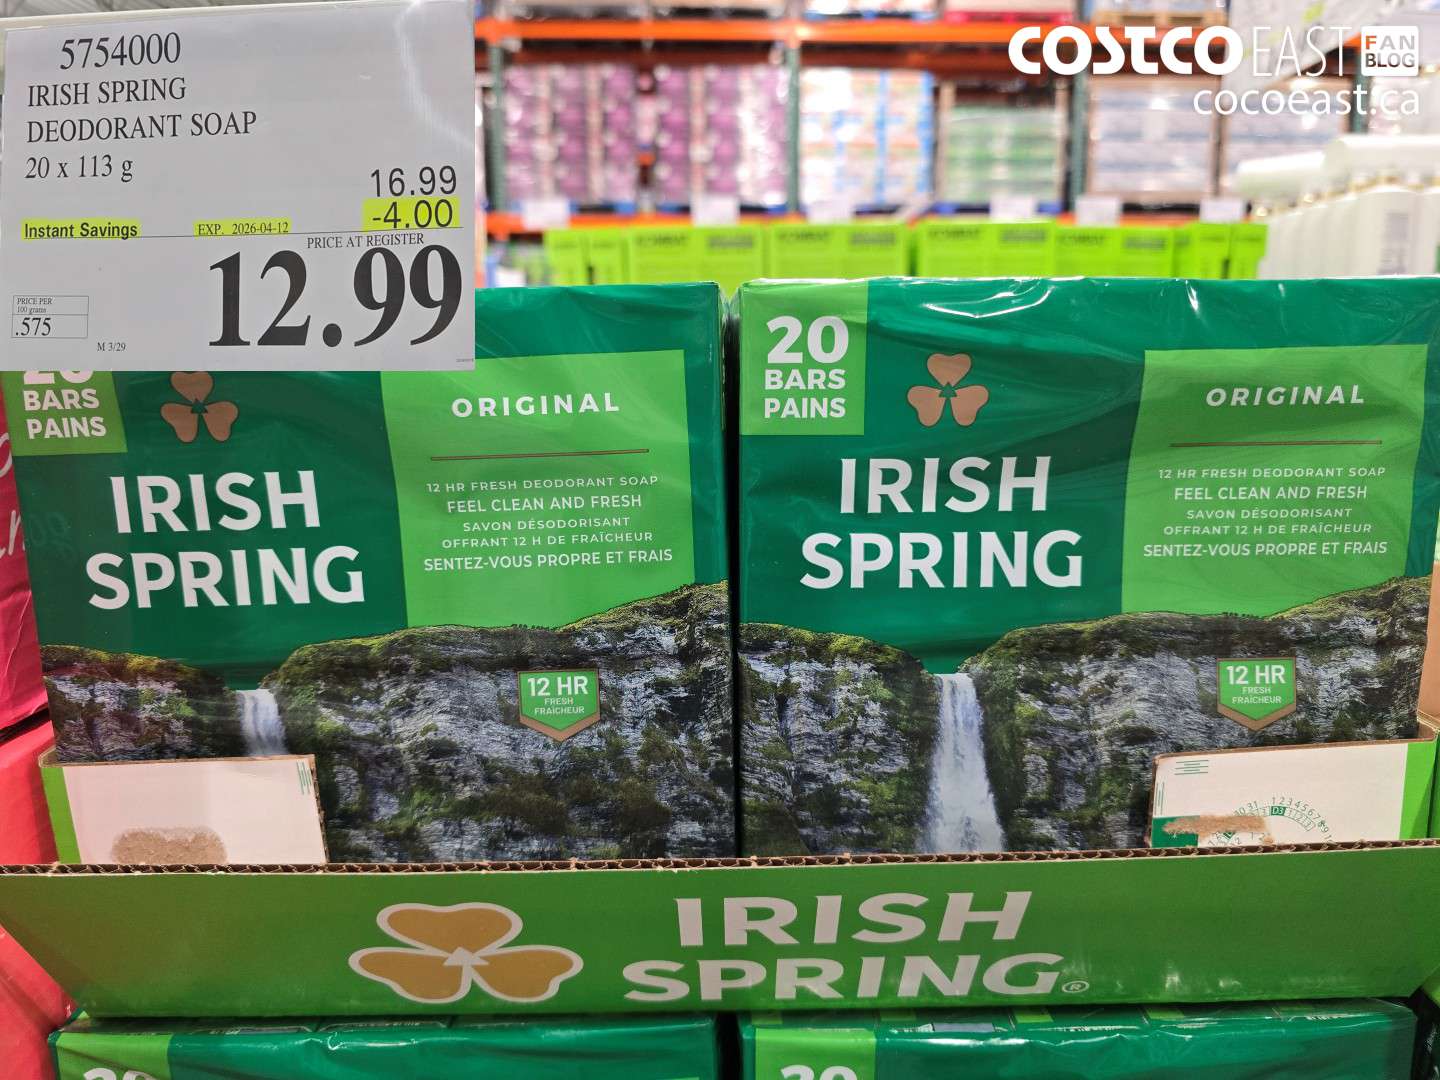 5754000
IRISH SPRING
DEODORANT SOAP
20 x 113 g
16.99
Instant Savings EXP. 2026-04-12 -4.00
PRICE AT REGISTER
12.99
PRICE PER
100 grams
.575
M 3/29
COSTCO EAST FAN BLOG
cocoeast.ca
20
BARS
PAINS
ORIGINAL
IRISH
SPRING
12 HR FRESH DEODORANT SOAP
FEEL CLEAN AND FRESH
SAVON DÉSODORISANT
OFFRANT 12 H DE FRAÎCHEUR
SENTEZ-VOUS PROPRE ET FRAIS
12 HR
FRESH
FRAÎCHEUR
20
BARS
PAINS
ORIGINAL
IRISH
SPRING
12 HR FRESH DEODORANT SOAP
FEEL CLEAN AND FRESH
SAVON DÉSODORISANT
OFFRANT 12 H DE FRAÎCHEUR
SENTEZ-VOUS PROPRE ET FRAIS
12 HR
FRESH
FRAÎCHEUR
IRISH
SPRING®
20
20